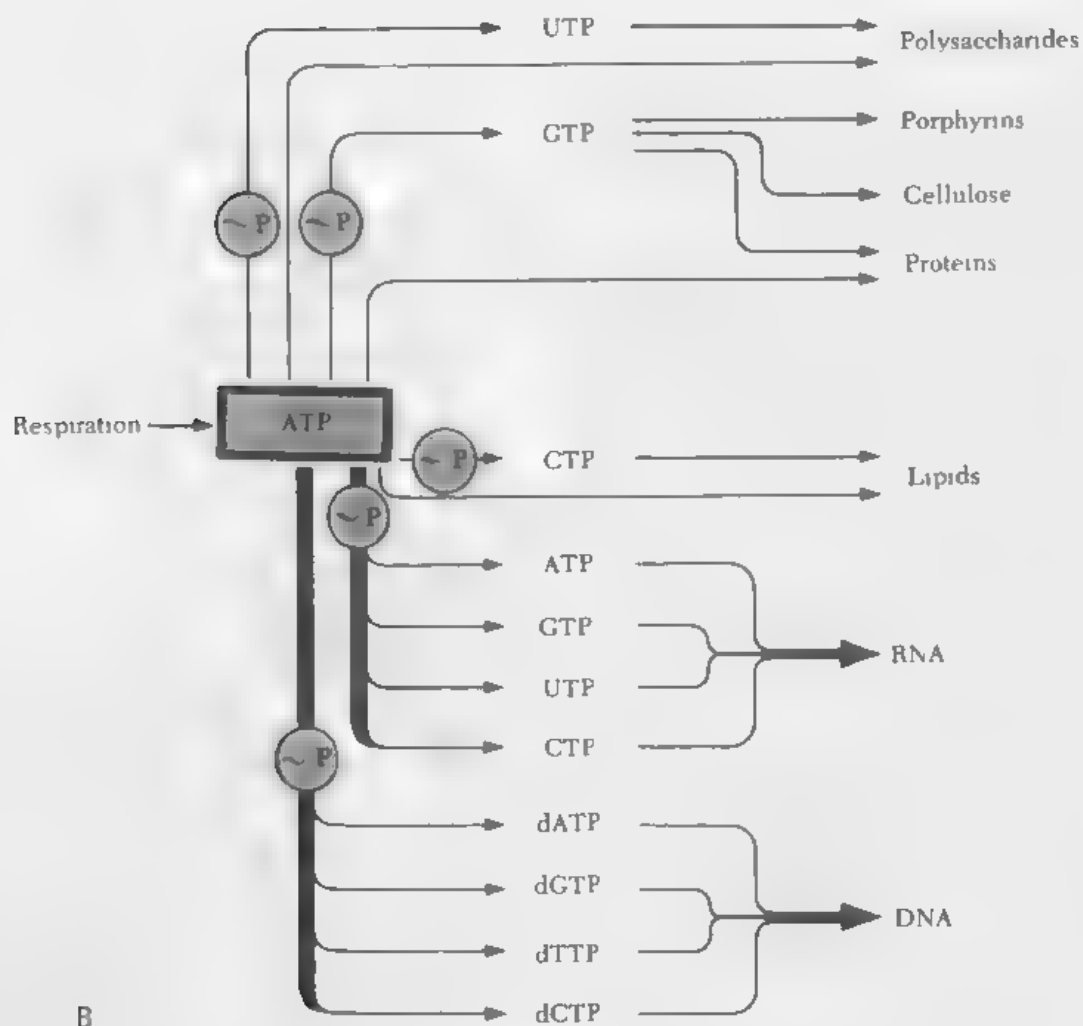 UTP
Polysaccharides
GTP
Porphyrins
~ P
~ P
Cellulose
Proteins
Respiration
ATP
~ P
CTP
Lipids
~ P
ATP
GTP
RNA
UTP
CTP
~ P
dATP
dGTP
DNA
dTTP
dCTP
B